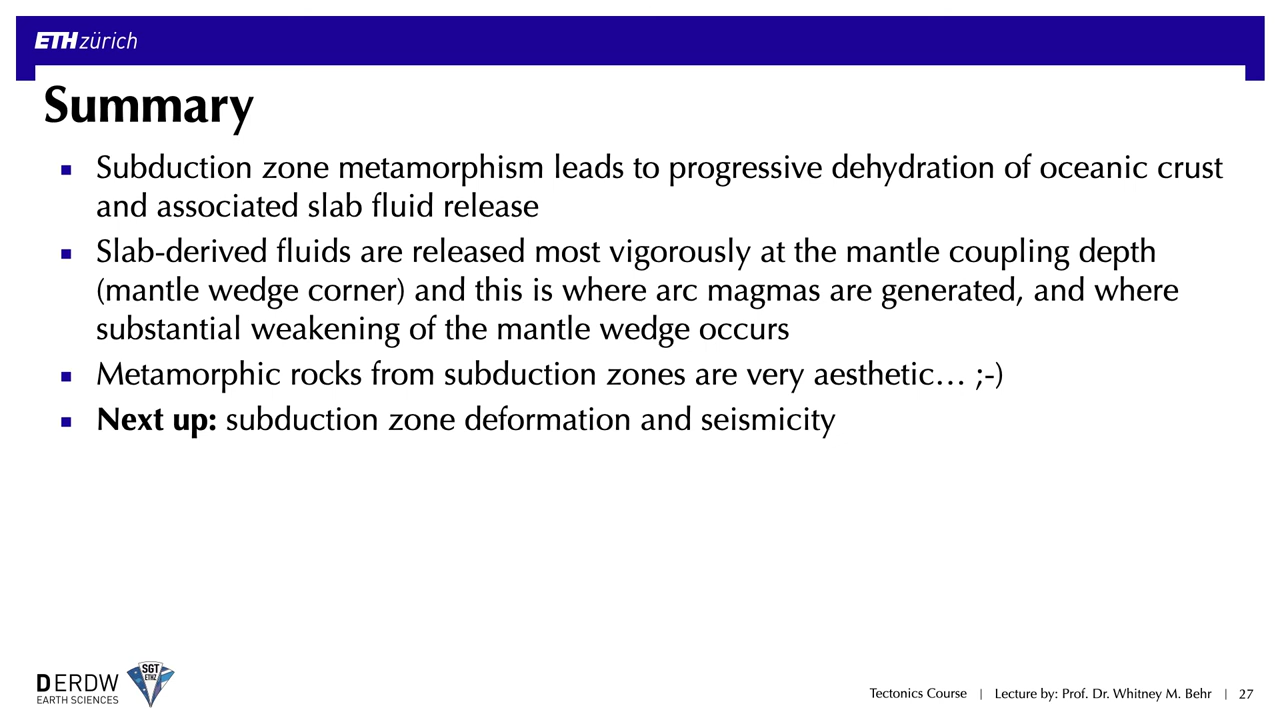 ETH zürich
Summary
Subduction zone metamorphism leads to progressive dehydration of oceanic crust
and associated slab fluid release
Slab-derived fluids are released most vigorously at the mantle coupling depth
(mantle wedge corner) and this is where arc magmas are generated, and where
substantial weakening of the mantle wedge occurs
Metamorphic rocks from subduction zones are very aesthetic… ;-)
Next up: subduction zone deformation and seismicity
DERDW
EARTH SCIENCES
SGT
ETHZ
Tectonics Course | Lecture by: Prof. Dr. Whitney M. Behr | 27